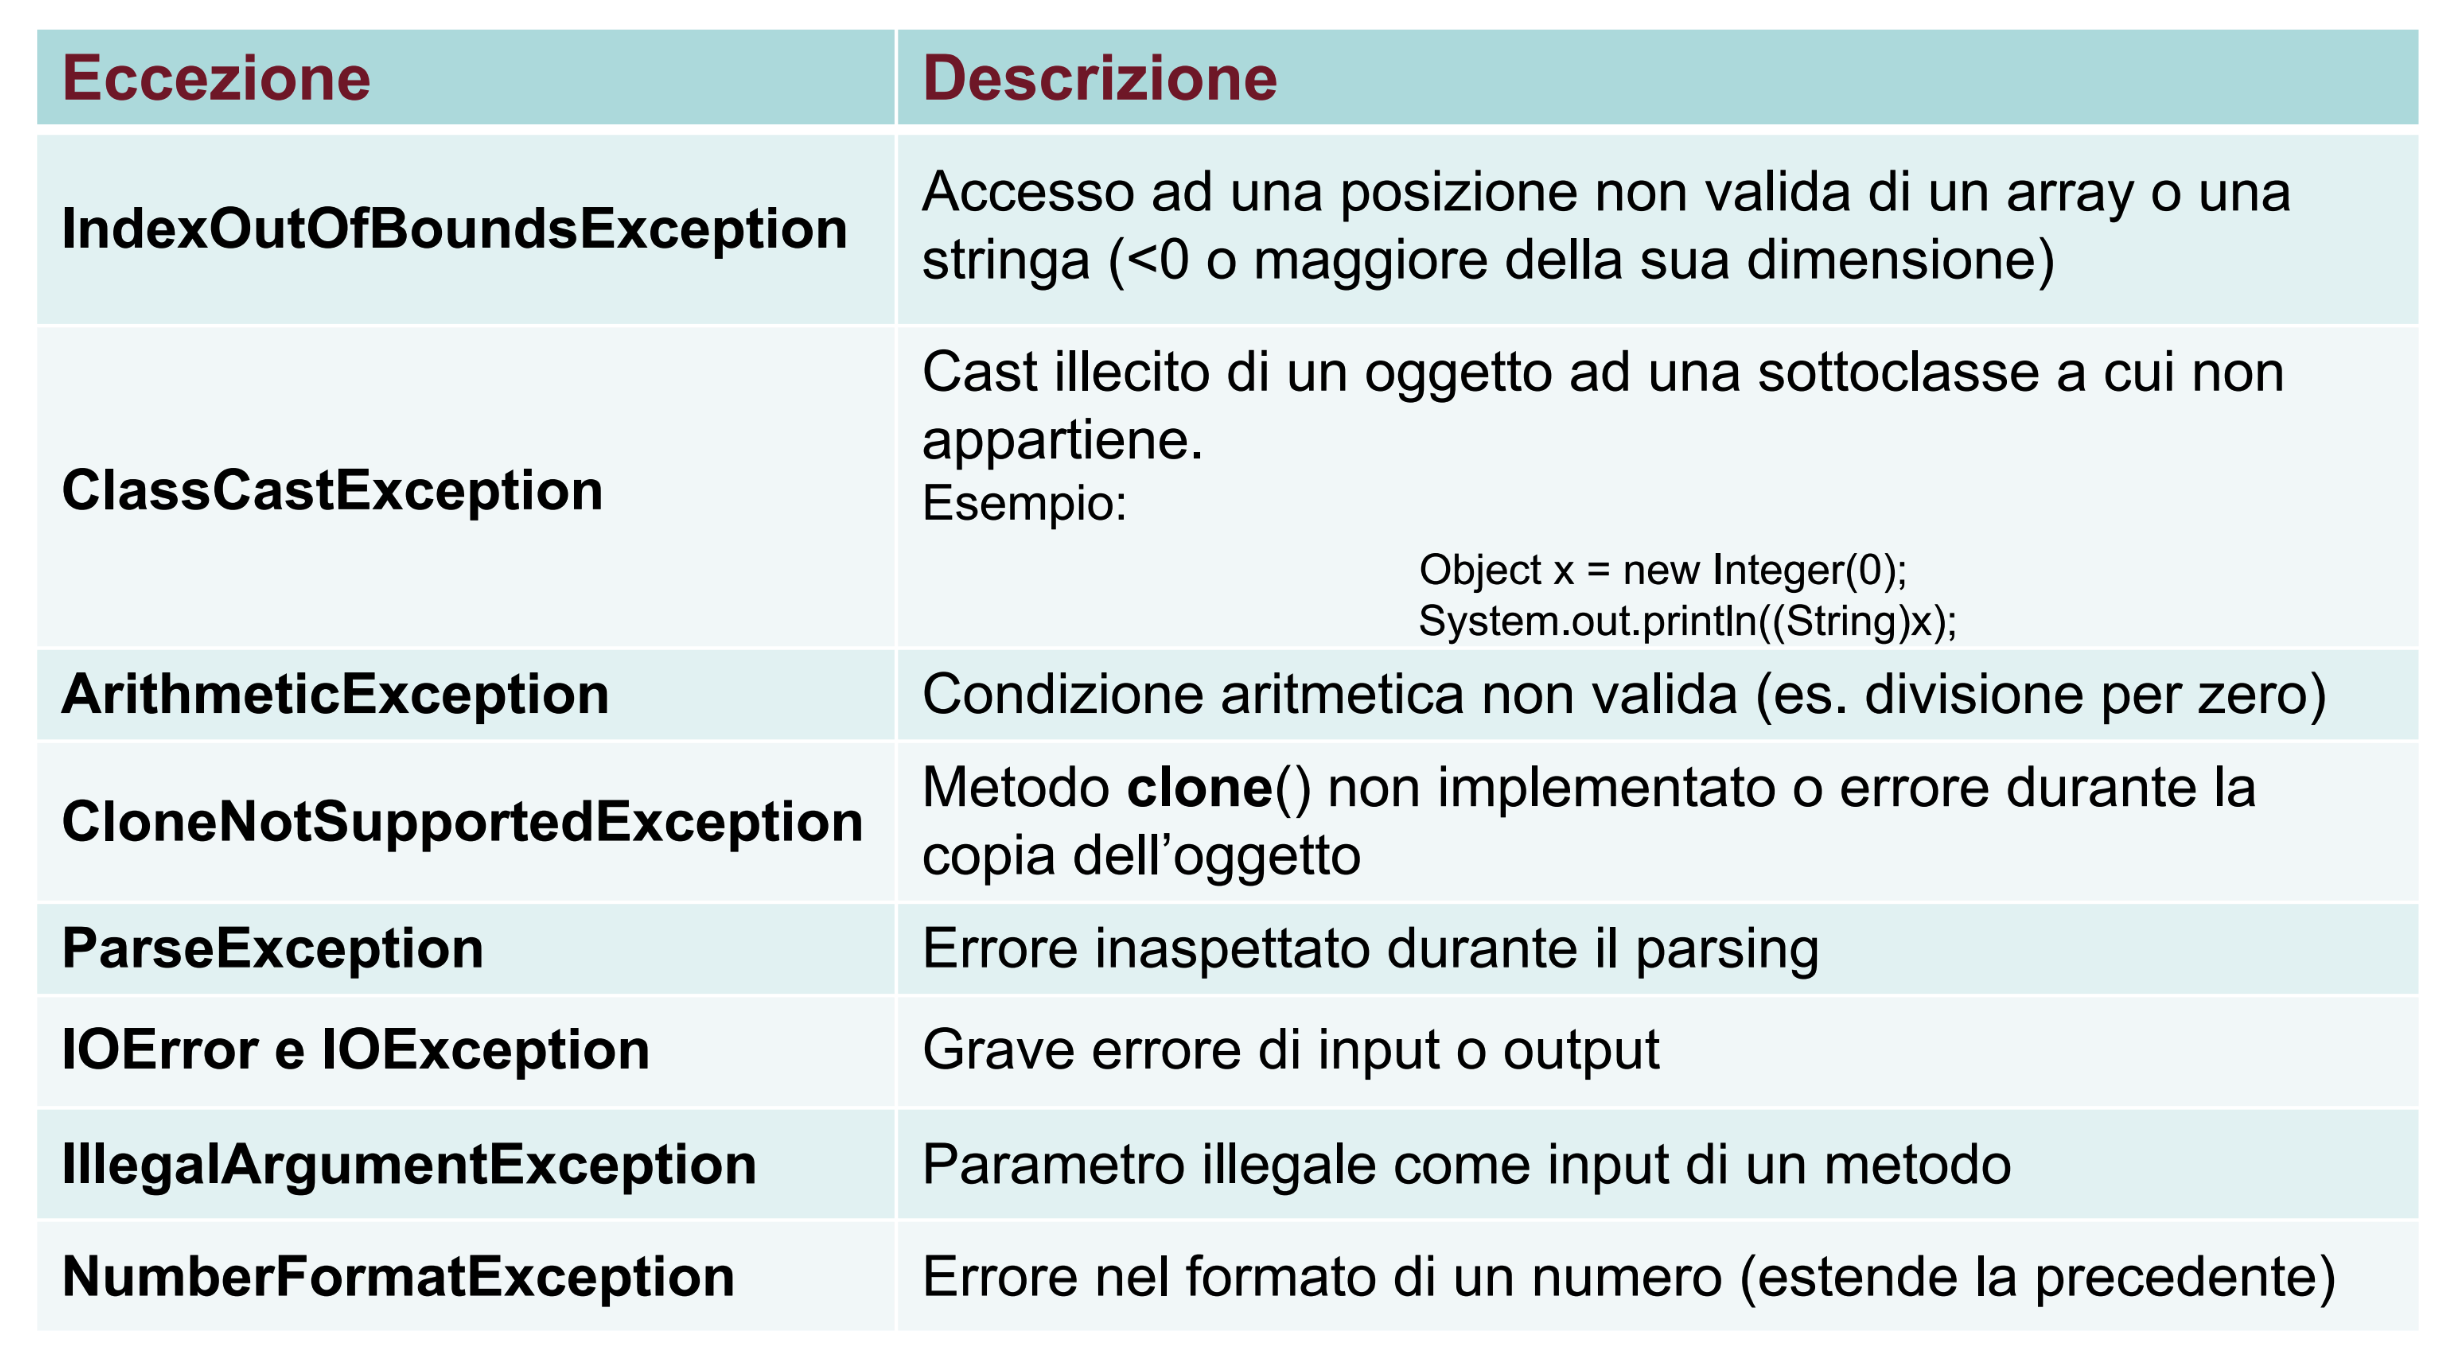 Eccezione
Descrizione
IndexOutOfBoundsException
Accesso ad una posizione non valida di un array o una
stringa (<0 o maggiore della sua dimensione)
ClassCastException
Cast illecito di un oggetto ad una sottoclasse a cui non
appartiene.
Esempio:
Object x = new Integer(0);
System.out.println((String)x);
ArithmeticException
Condizione aritmetica non valida (es. divisione per zero)
CloneNotSupportedException
Metodo clone() non implementato o errore durante la
copia dell’oggetto
ParseException
Errore inaspettato durante il parsing
IOError e IOException
Grave errore di input o output
IllegalArgumentException
Parametro illegale come input di un metodo
NumberFormatException
Errore nel formato di un numero (estende la precedente)